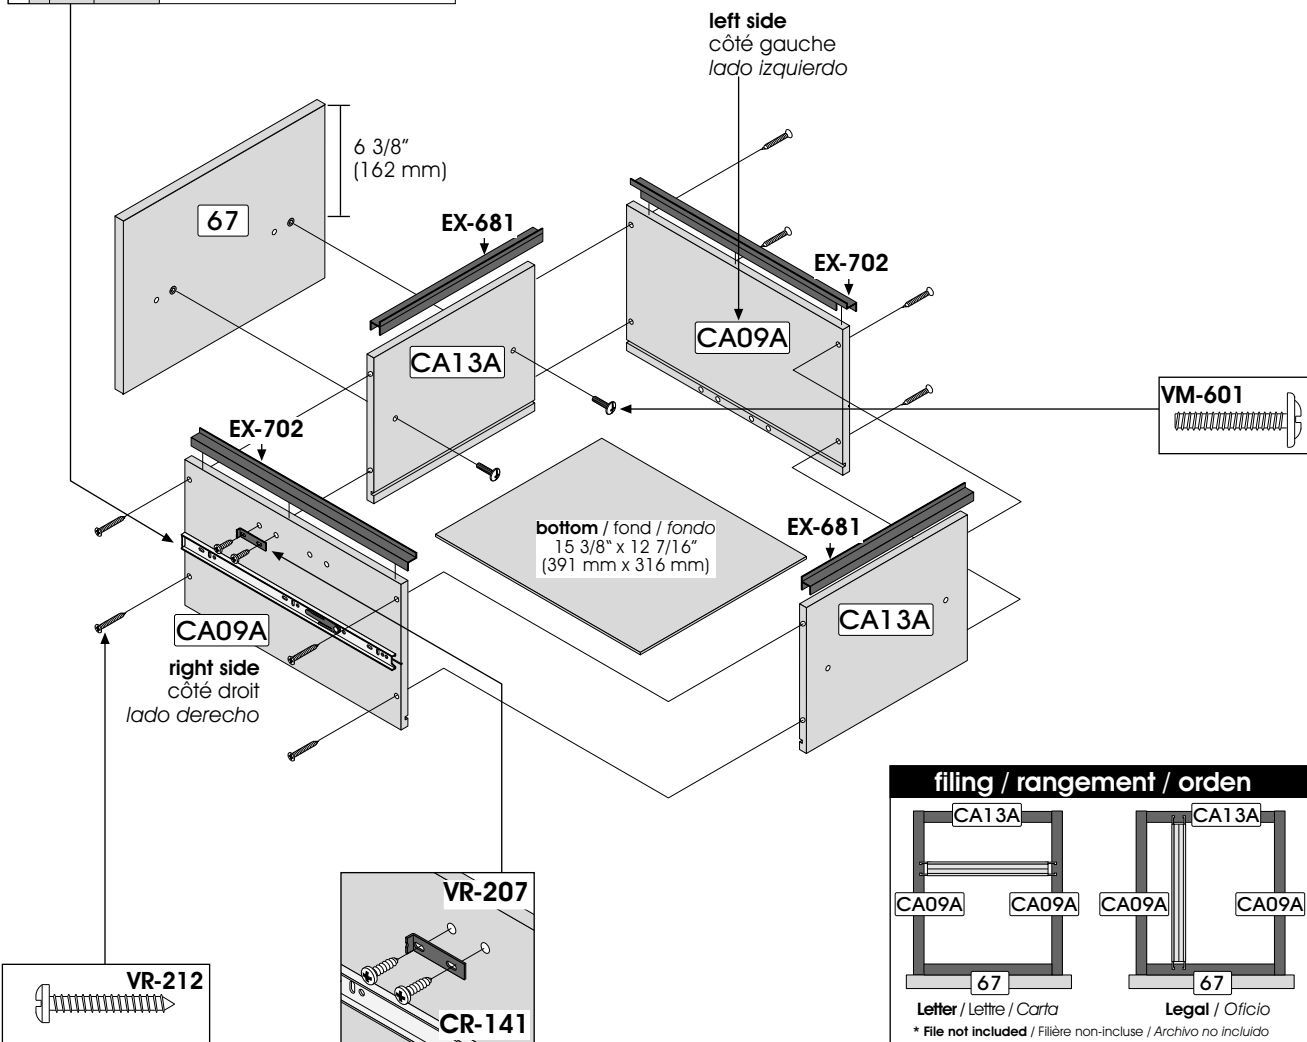 left side
côté gauche
lado izquierdo
6 3/8"
(162 mm)
67
EX-681
EX-702
CA09A
CA13A
VM-601
EX-702
bottom / fond / fondo
15 3/8" x 12 7/16"
(391 mm x 316 mm)
EX-681
CA13A
CA09A
right side
côté droit
lado derecho
filing / rangement / orden
CA13A
CA13A
CA09A
CA09A
CA09A
CA09A
67
67
Letter / Lettre / Carta
Legal / Oficio
* File not included / Filière non-incluse / Archivo no incluido
VR-207
CR-141
VR-212